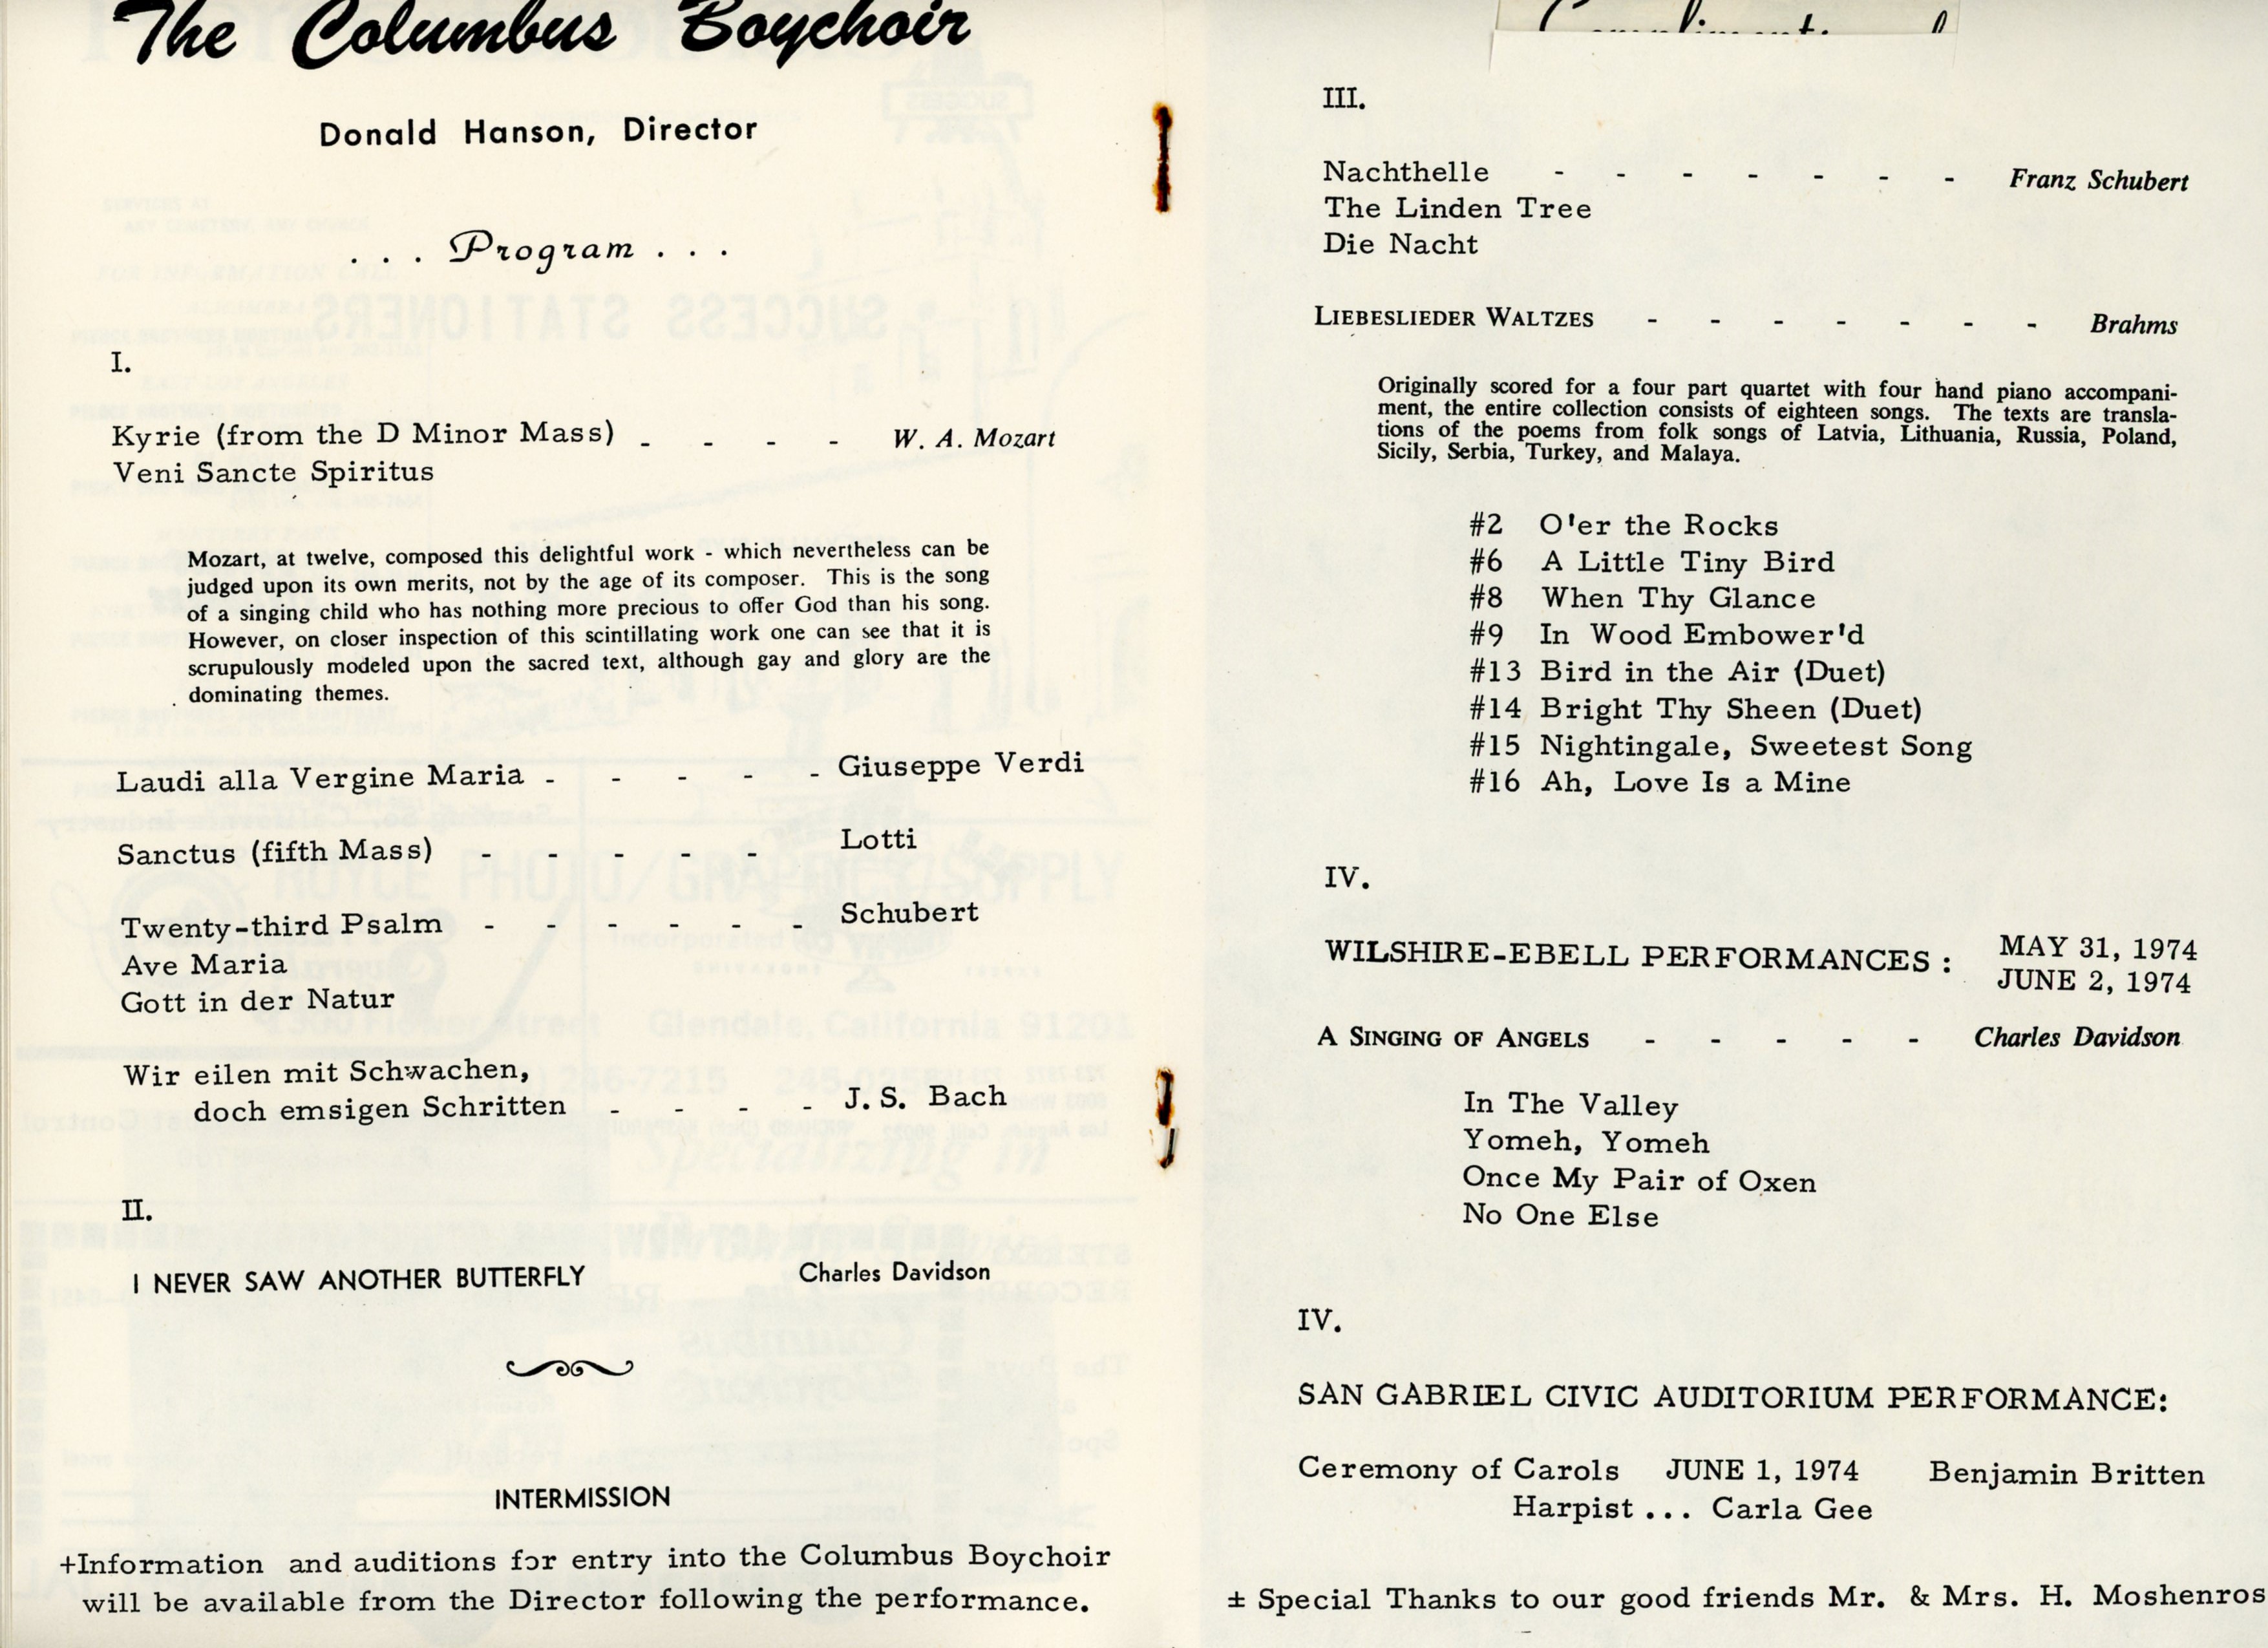 The Columbus Boychoir
Donald Hanson, Director
. . . Program . . .
I.
Kyrie (from the D Minor Mass) - - - - W. A. Mozart
Veni Sancte Spiritus
Mozart, at twelve, composed this delightful work - which nevertheless can be
judged upon its own merits, not by the age of its composer. This is the song
of a singing child who has nothing more precious to offer God than his song.
However, on closer inspection of this scintillating work one can see that it is
scrupulously modeled upon the sacred text, although gay and glory are the
dominating themes.
Laudi alla Vergine Maria - - - - - Giuseppe Verdi
Sanctus (fifth Mass) - - - - - Lotti
Twenty-third Psalm - - - - - - Schubert
Ave Maria
Gott in der Natur
Wir eilen mit Schwachen,
doch emsigen Schritten - - - - J. S. Bach
II.
I NEVER SAW ANOTHER BUTTERFLY Charles Davidson
INTERMISSION
+Information and auditions for entry into the Columbus Boychoir
will be available from the Director following the performance.
III.
Nachthelle - - - - - - - Franz Schubert
The Linden Tree
Die Nacht
LIEBESLIEDER WALTZES - - - - - - - Brahms
Originally scored for a four part quartet with four hand piano accompani-
ment, the entire collection consists of eighteen songs. The texts are transla-
tions of the poems from folk songs of Latvia, Lithuania, Russia, Poland,
Sicily, Serbia, Turkey, and Malaya.
#2 O'er the Rocks
#6 A Little Tiny Bird
#8 When Thy Glance
#9 In Wood Embower'd
#13 Bird in the Air (Duet)
#14 Bright Thy Sheen (Duet)
#15 Nightingale, Sweetest Song
#16 Ah, Love Is a Mine
IV.
WILSHIRE-EBELL PERFORMANCES : MAY 31, 1974
JUNE 2, 1974
A SINGING OF ANGELS - - - - - Charles Davidson
In The Valley
Yomeh, Yomeh
Once My Pair of Oxen
No One Else
IV.
SAN GABRIEL CIVIC AUDITORIUM PERFORMANCE:
Ceremony of Carols JUNE 1, 1974 Benjamin Britten
Harpist ... Carla Gee
± Special Thanks to our good friends Mr. & Mrs. H. Moshenros